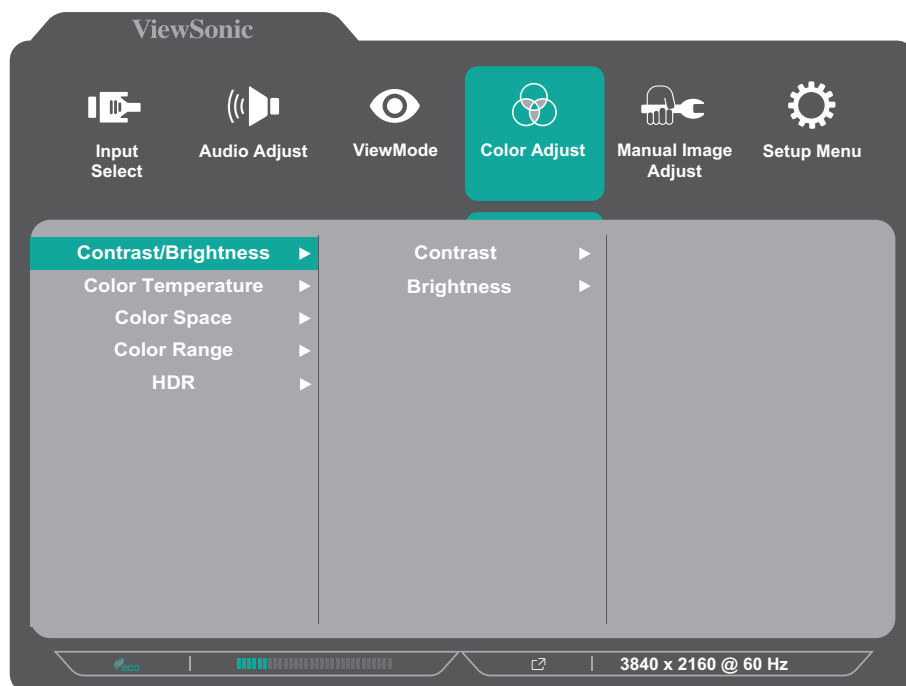 ViewSonic
Input Select
Audio Adjust
ViewMode
Color Adjust
Manual Image Adjust
Setup Menu
Contrast/Brightness
Contrast
Color Temperature
Brightness
Color Space
Color Range
HDR
eco
3840 x 2160 @ 60 Hz